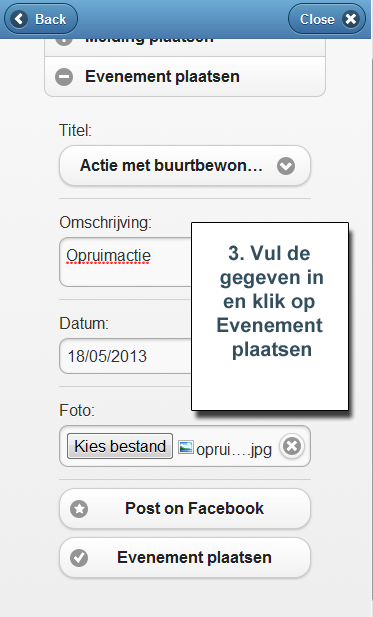 Back
Close
Melding plaatsen
Evenement plaatsen
Titel:
Actie met buurtbewon...
Omschrijving:
Opruimactie
3. Vul de
gegeven in
en klik op
Evenement
plaatsen
Datum:
18/05/2013
Foto:
Kies bestand oprui....jpg
Post on Facebook
Evenement plaatsen